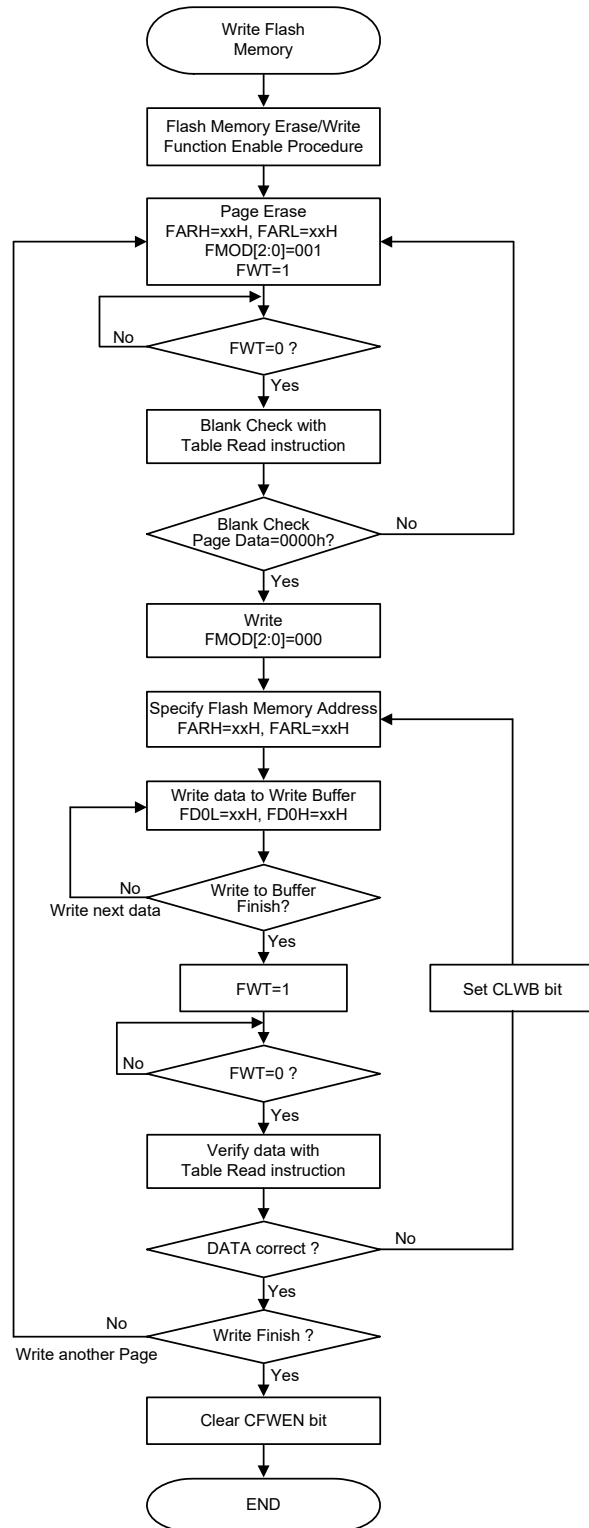 Write Flash
Memory
Flash Memory Erase/Write
Function Enable Procedure
Page Erase
FARH=xxH, FARL=xxH
FMOD[2:0]=001
FWT=1
No
FWT=0 ?
Yes
Blank Check with
Table Read instruction
Blank Check
Page Data=0000h?
No
Yes
Write
FMOD[2:0]=000
Specify Flash Memory Address
FARH=xxH, FARL=xxH
Write data to Write Buffer
FD0L=xxH, FD0H=xxH
No
Write next data
Write to Buffer
Finish?
Yes
FWT=1
Set CLWB bit
No
FWT=0 ?
Yes
Verify data with
Table Read instruction
DATA correct ?
No
Yes
No
Write another Page
Write Finish ?
Yes
Clear CFWEN bit
END